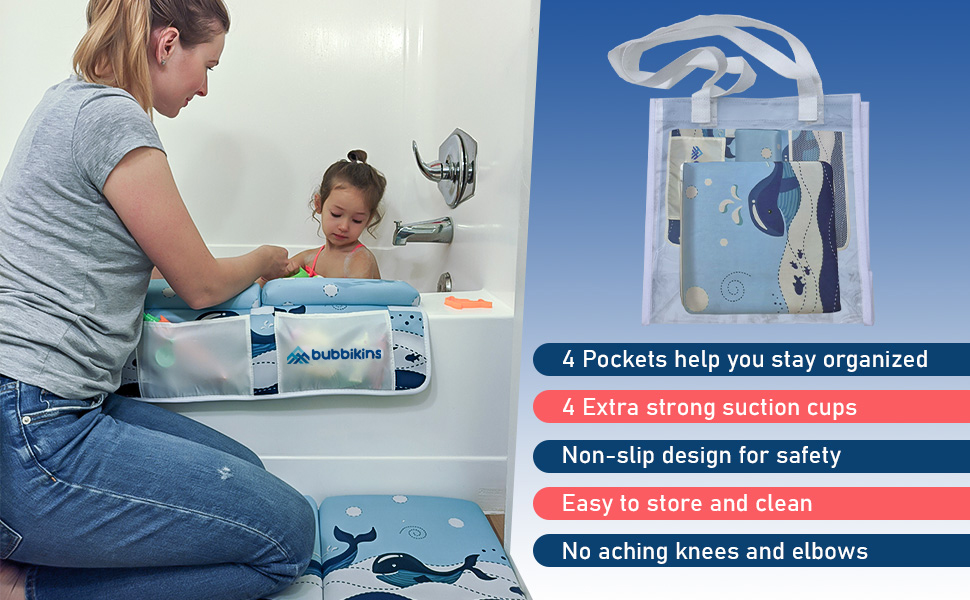 bubbikins
4 Pockets help you stay organized
4 Extra strong suction cups
Non-slip design for safety
Easy to store and clean
No aching knees and elbows